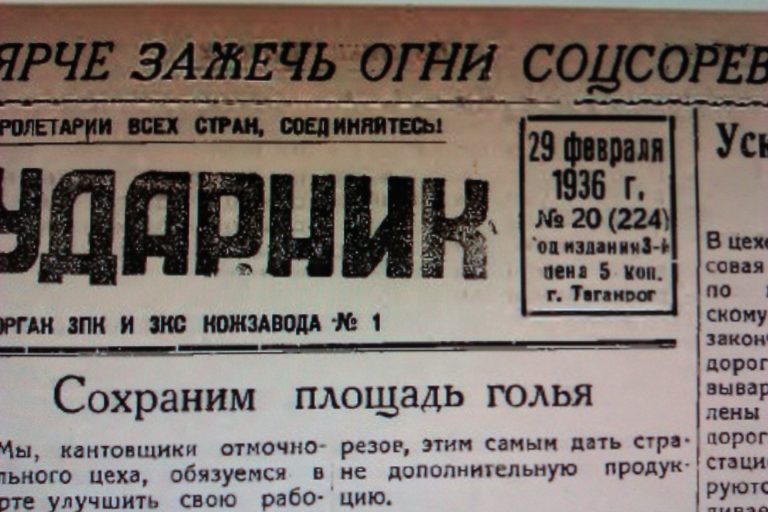 ЯРЧЕ ЗАЖЕЧЬ ОГНИ СОЦСОРЕВ
РОЛЕТАРИИ ВСЕХ СТРАН, СОЕДИНЯЙТЕСЬ!
УДАРНИК
29 февраля
1936 г.
№ 20 (224)
од издания 3-й
цена 5 коп.
г. Таганрог
ОРГАН ЗПК И ЗКС КОЖЗАВОДА № 1
Сохраним площадь голья
Мы, кантовщики отмочно-
льного цеха, обязуемся в
рте улучшить свою рабо-
резов, этим самым дать стра-
не дополнительную продук-
цию.
Уск
В цехе
совая
по
скому
закон
дорог
вывар
лены
дорог
стаци
руютс